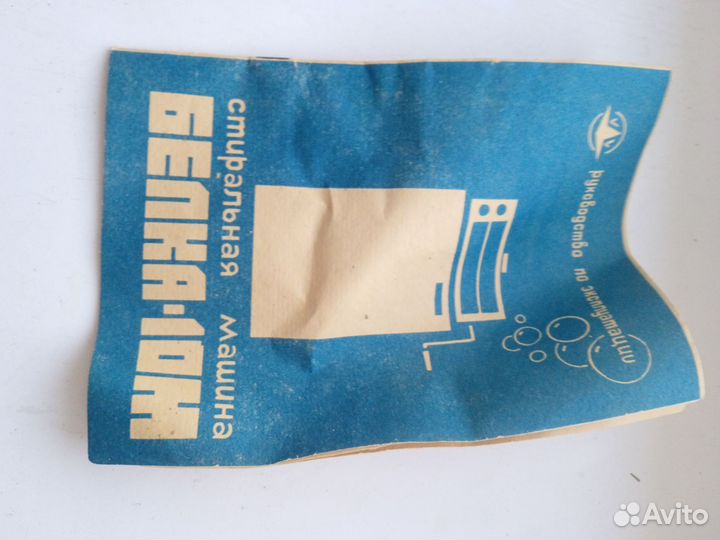 руководство по эксплуатации
стиральная машина
БЕЛКА·10М
Avito